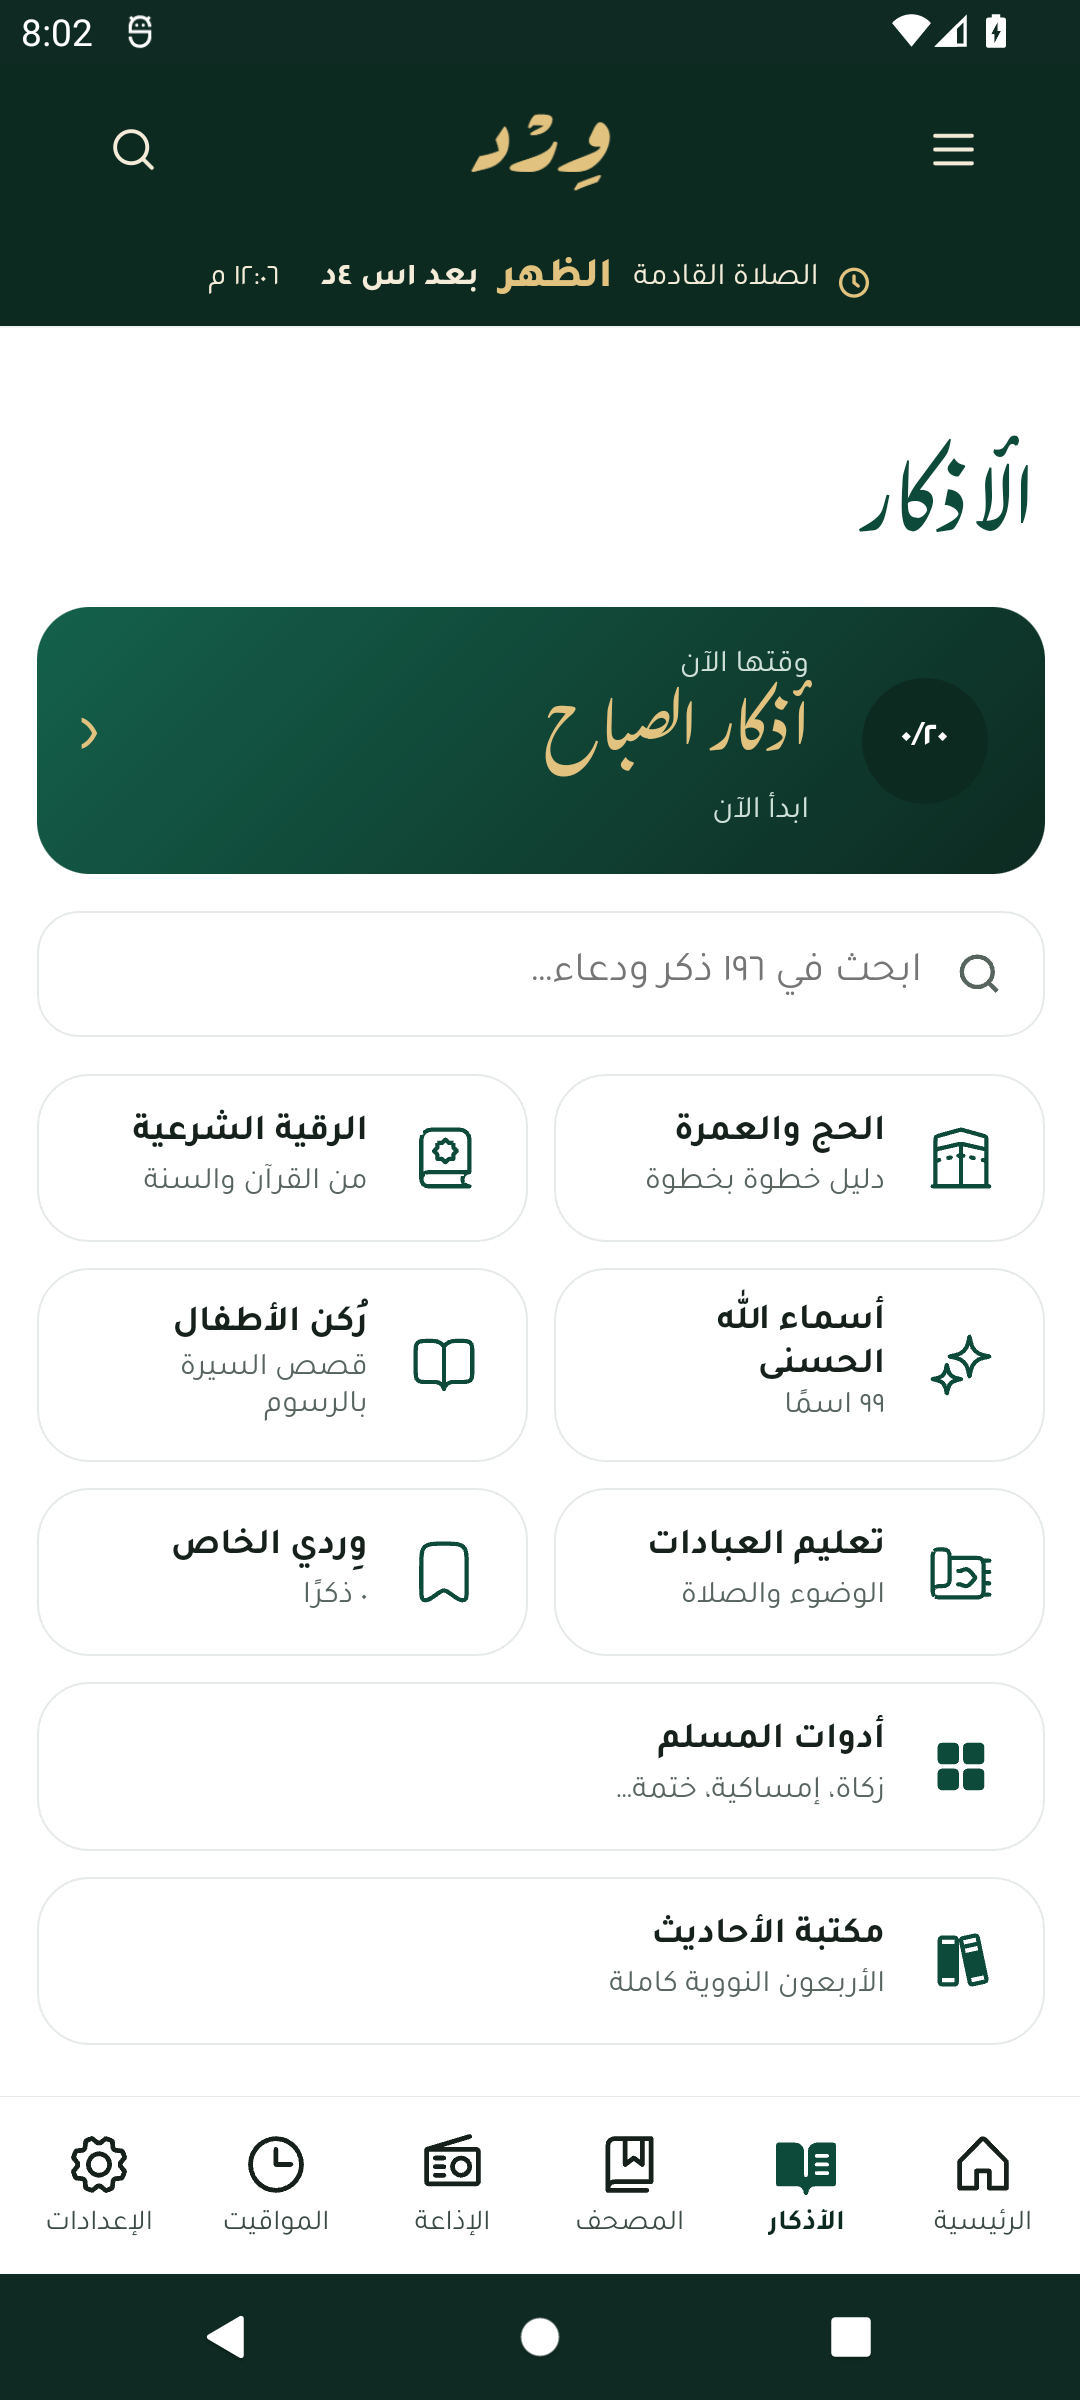 8:02
وِرْد
الصلاة القادمة الظهر بعد ٤س ٤د ١٢:٠٦ م
الأذكار
وقتها الآن
أذكار الصباح
ابدأ الآن
٠/٢٠
ابحث في ١٩٦ ذكر ودعاء...
الحج والعمرة
دليل خطوة بخطوة
الرقية الشرعية
من القرآن والسنة
أسماء الله
الحسنى
٩٩ اسمًا
رُكن الأطفال
قصص السيرة
بالرسوم
تعليم العبادات
الوضوء والصلاة
وِردي الخاص
٠ ذكرًا
أدوات المسلم
زكاة، إمساكية، ختمة...
مكتبة الأحاديث
الأربعون النووية كاملة
الرئيسية الأذكار المصحف الإذاعة المواقيت الإعدادات